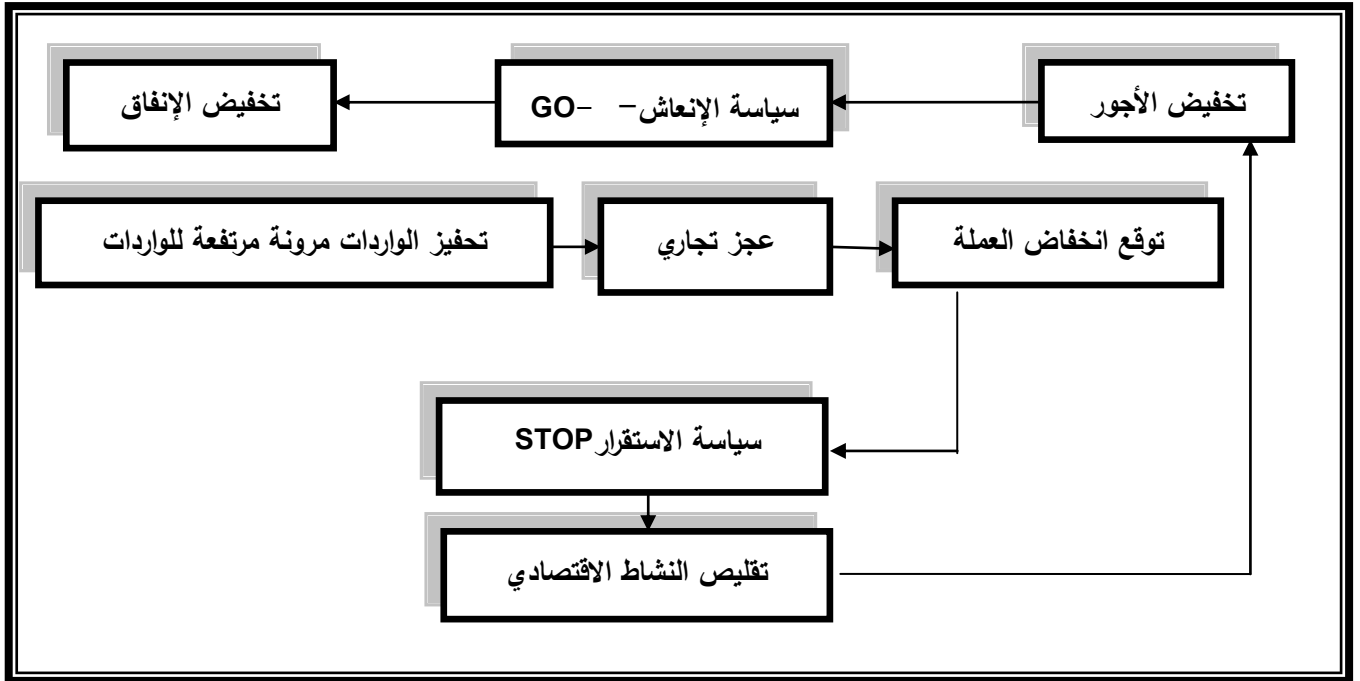 تخفيض الأجور
سياسة الإنعاش- -GO
تخفيض الإنفاق
توقع انخفاض العملة
عجز تجاري
تحفيز الواردات مرونة مرتفعة للواردات
سياسة الاستقرار STOP
تقليص النشاط الاقتصادي